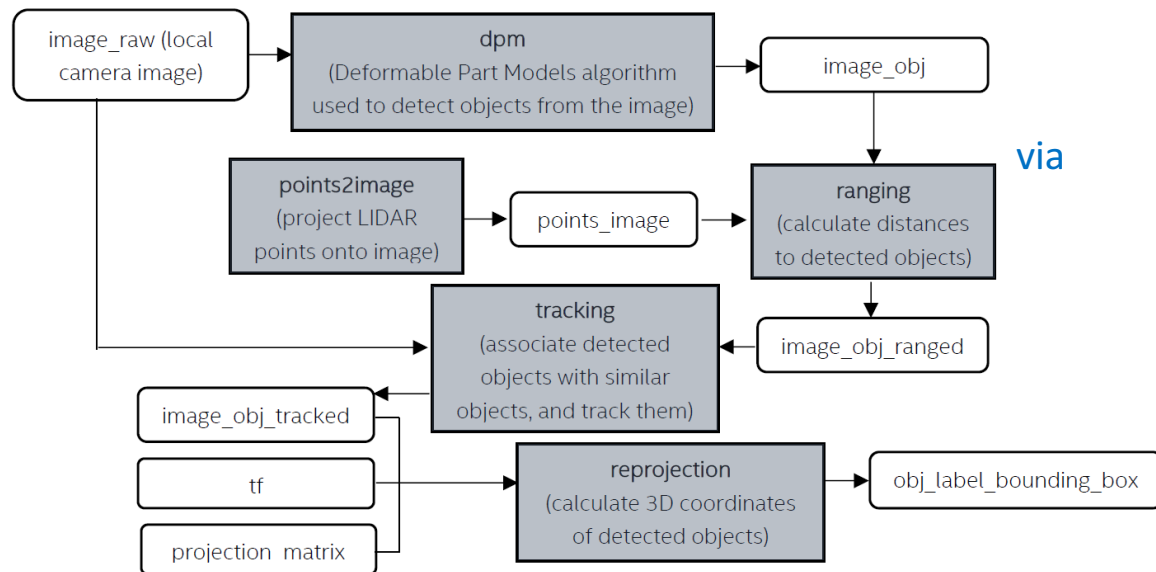 image_raw (local
camera image)
dpm
(Deformable Part Models algorithm
used to detect objects from the image)
image_obj
via
points2image
(project LIDAR
points onto image)
points_image
ranging
(calculate distances
to detected objects)
tracking
(associate detected
objects with similar
objects, and track them)
image_obj_ranged
image_obj_tracked
tf
projection matrix
reprojection
(calculate 3D coordinates
of detected objects)
obj_label_bounding_box